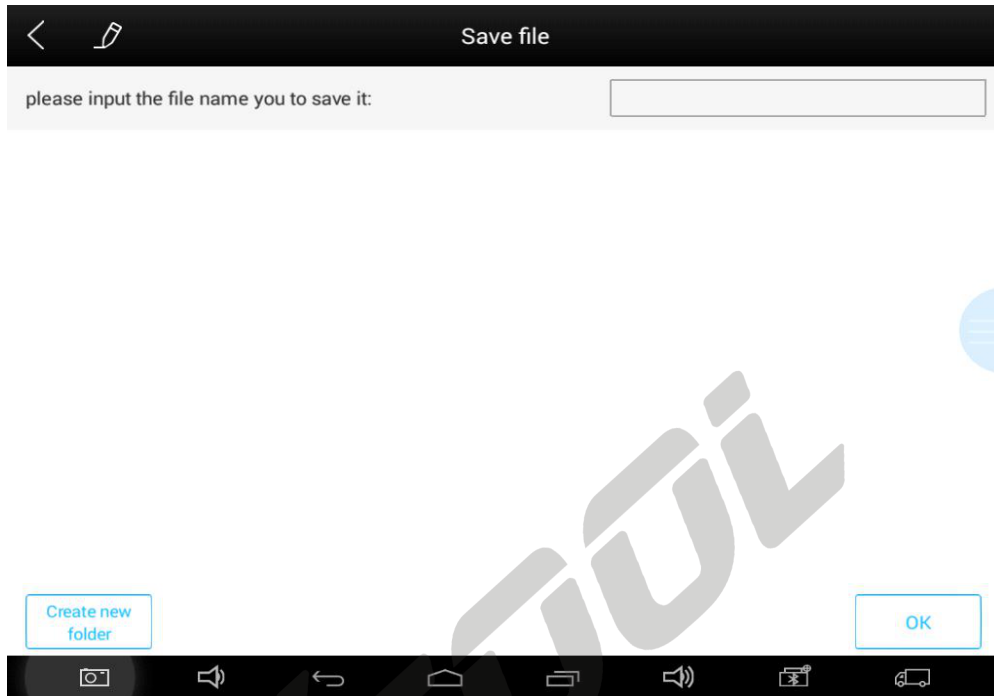 Save file
please input the file name you to save it:
Create new
folder
OK